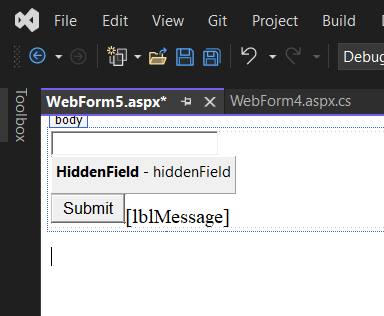 File Edit View Git Project Build
Debug
Toolbox
WebForm5.aspx* WebForm4.aspx.cs
body
HiddenField - hiddenField
Submit [lblMessage]